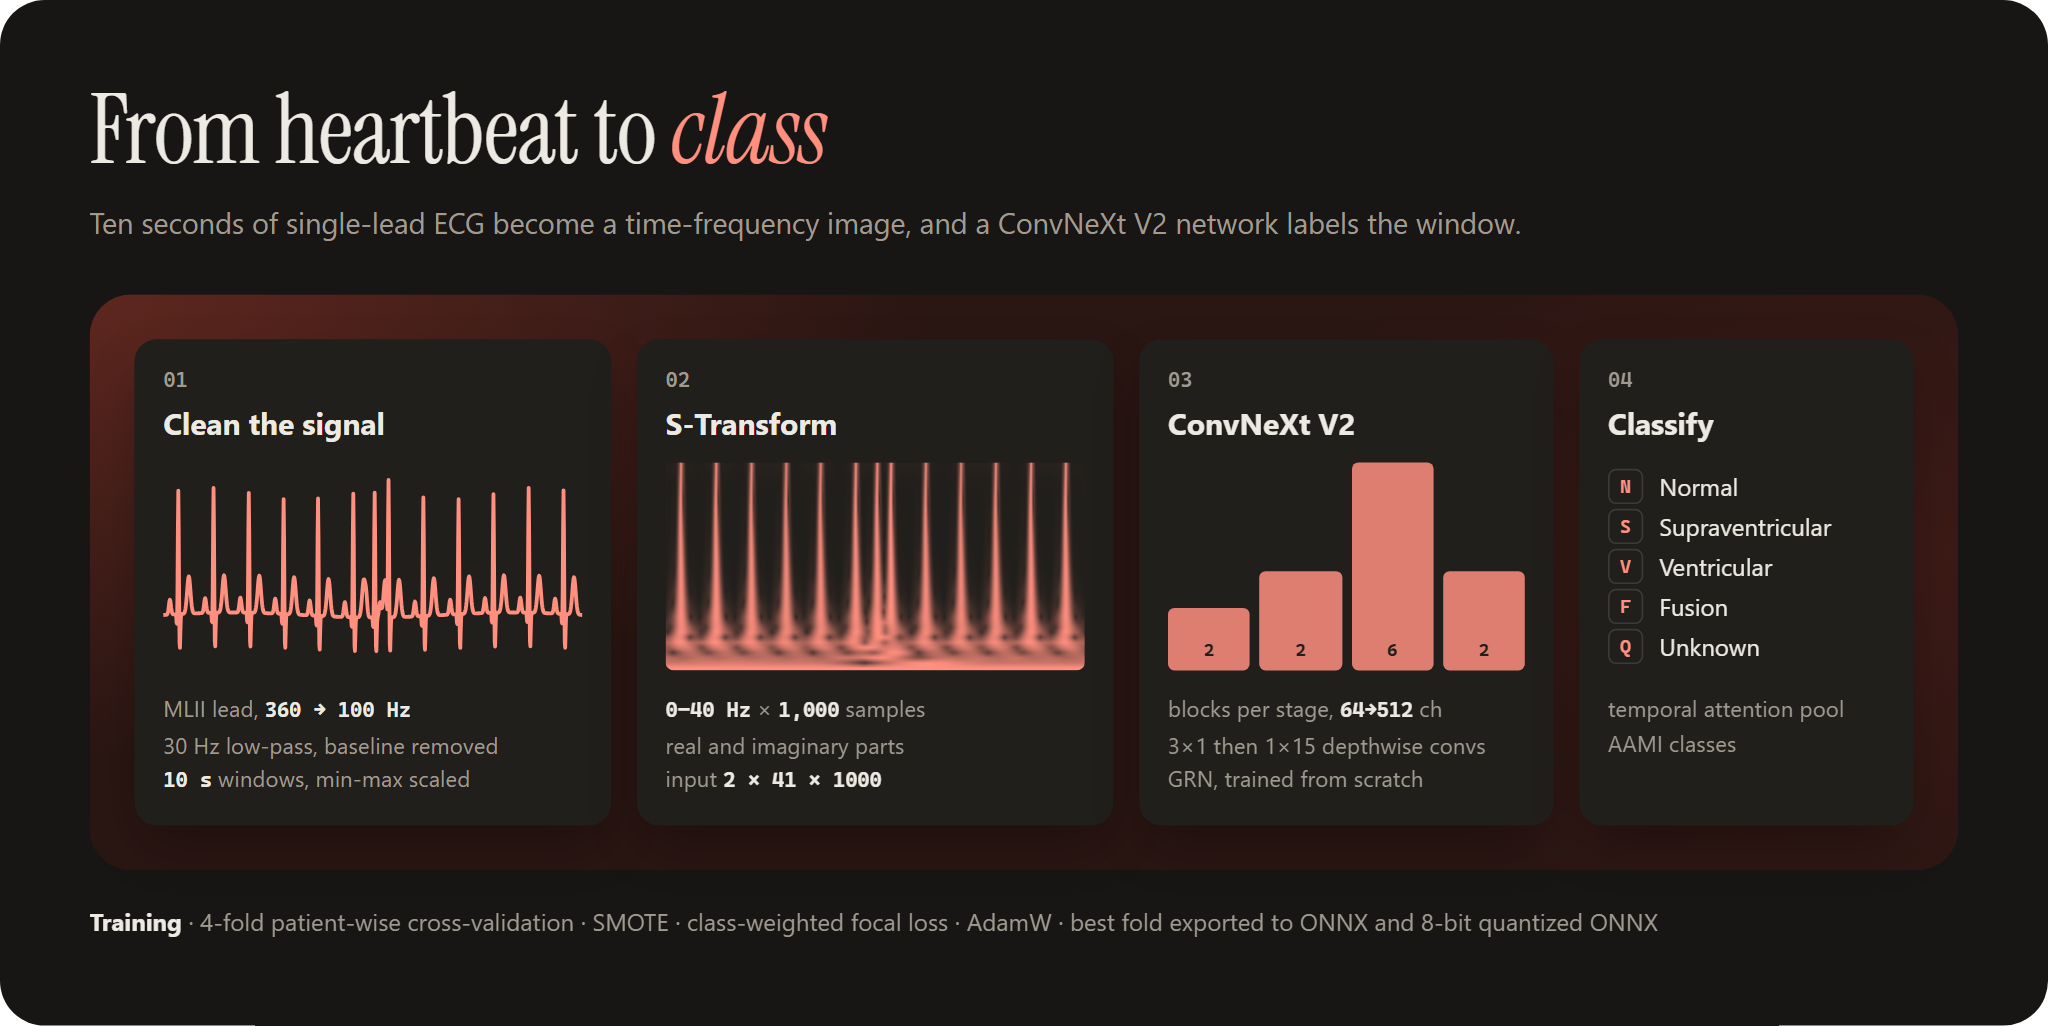 From heartbeat to class
Ten seconds of single-lead ECG become a time-frequency image, and a ConvNeXt V2 network labels the window.
01
Clean the signal
MLII lead, 360 → 100 Hz
30 Hz low-pass, baseline removed
10 s windows, min-max scaled
02
S-Transform
0–40 Hz × 1,000 samples
real and imaginary parts
input 2 × 41 × 1000
03
ConvNeXt V2
2 2 6 2
blocks per stage, 64→512 ch
3×1 then 1×15 depthwise convs
GRN, trained from scratch
04
Classify
N Normal
S Supraventricular
V Ventricular
F Fusion
Q Unknown
temporal attention pool
AAMI classes
Training · 4-fold patient-wise cross-validation · SMOTE · class-weighted focal loss · AdamW · best fold exported to ONNX and 8-bit quantized ONNX